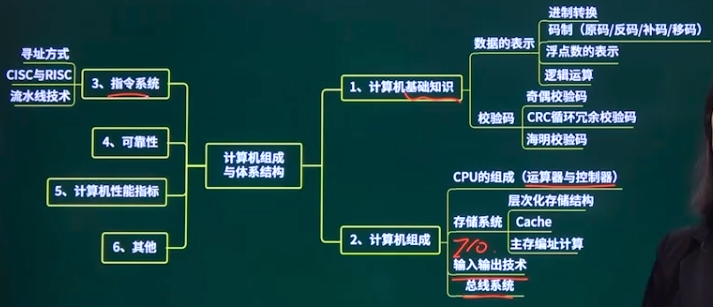 计算机组成
与体系结构
1、计算机基础知识
数据的表示
进制转换
码制（原码/反码/补码/移码）
浮点数的表示
逻辑运算
校验码
奇偶校验码
CRC循环冗余校验码
海明校验码
2、计算机组成
CPU的组成（运算器与控制器）
存储系统
层次化存储结构
Cache
主存编址计算
I/O.
输入输出技术
总线系统
3、指令系统
寻址方式
CISC与RISC
流水线技术
4、可靠性
5、计算机性能指标
6、其他